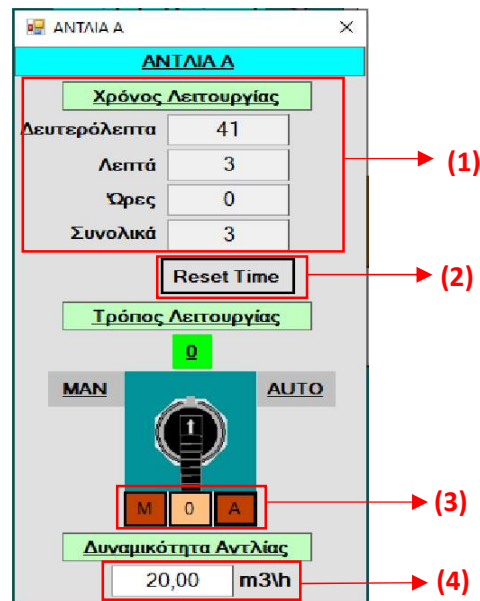 ΑΝΤΛΙΑ Α
ΑΝΤΛΙΑ Α
Χρόνος Λειτουργίας
Δευτερόλεπτα 41
Λεπτά 3
Ώρες 0
Συνολικά 3
(1)
Reset Time
(2)
Τρόπος Λειτουργίας
0
MAN AUTO
M 0 A
(3)
Δυναμικότητα Αντλίας
20,00 m3\h
(4)